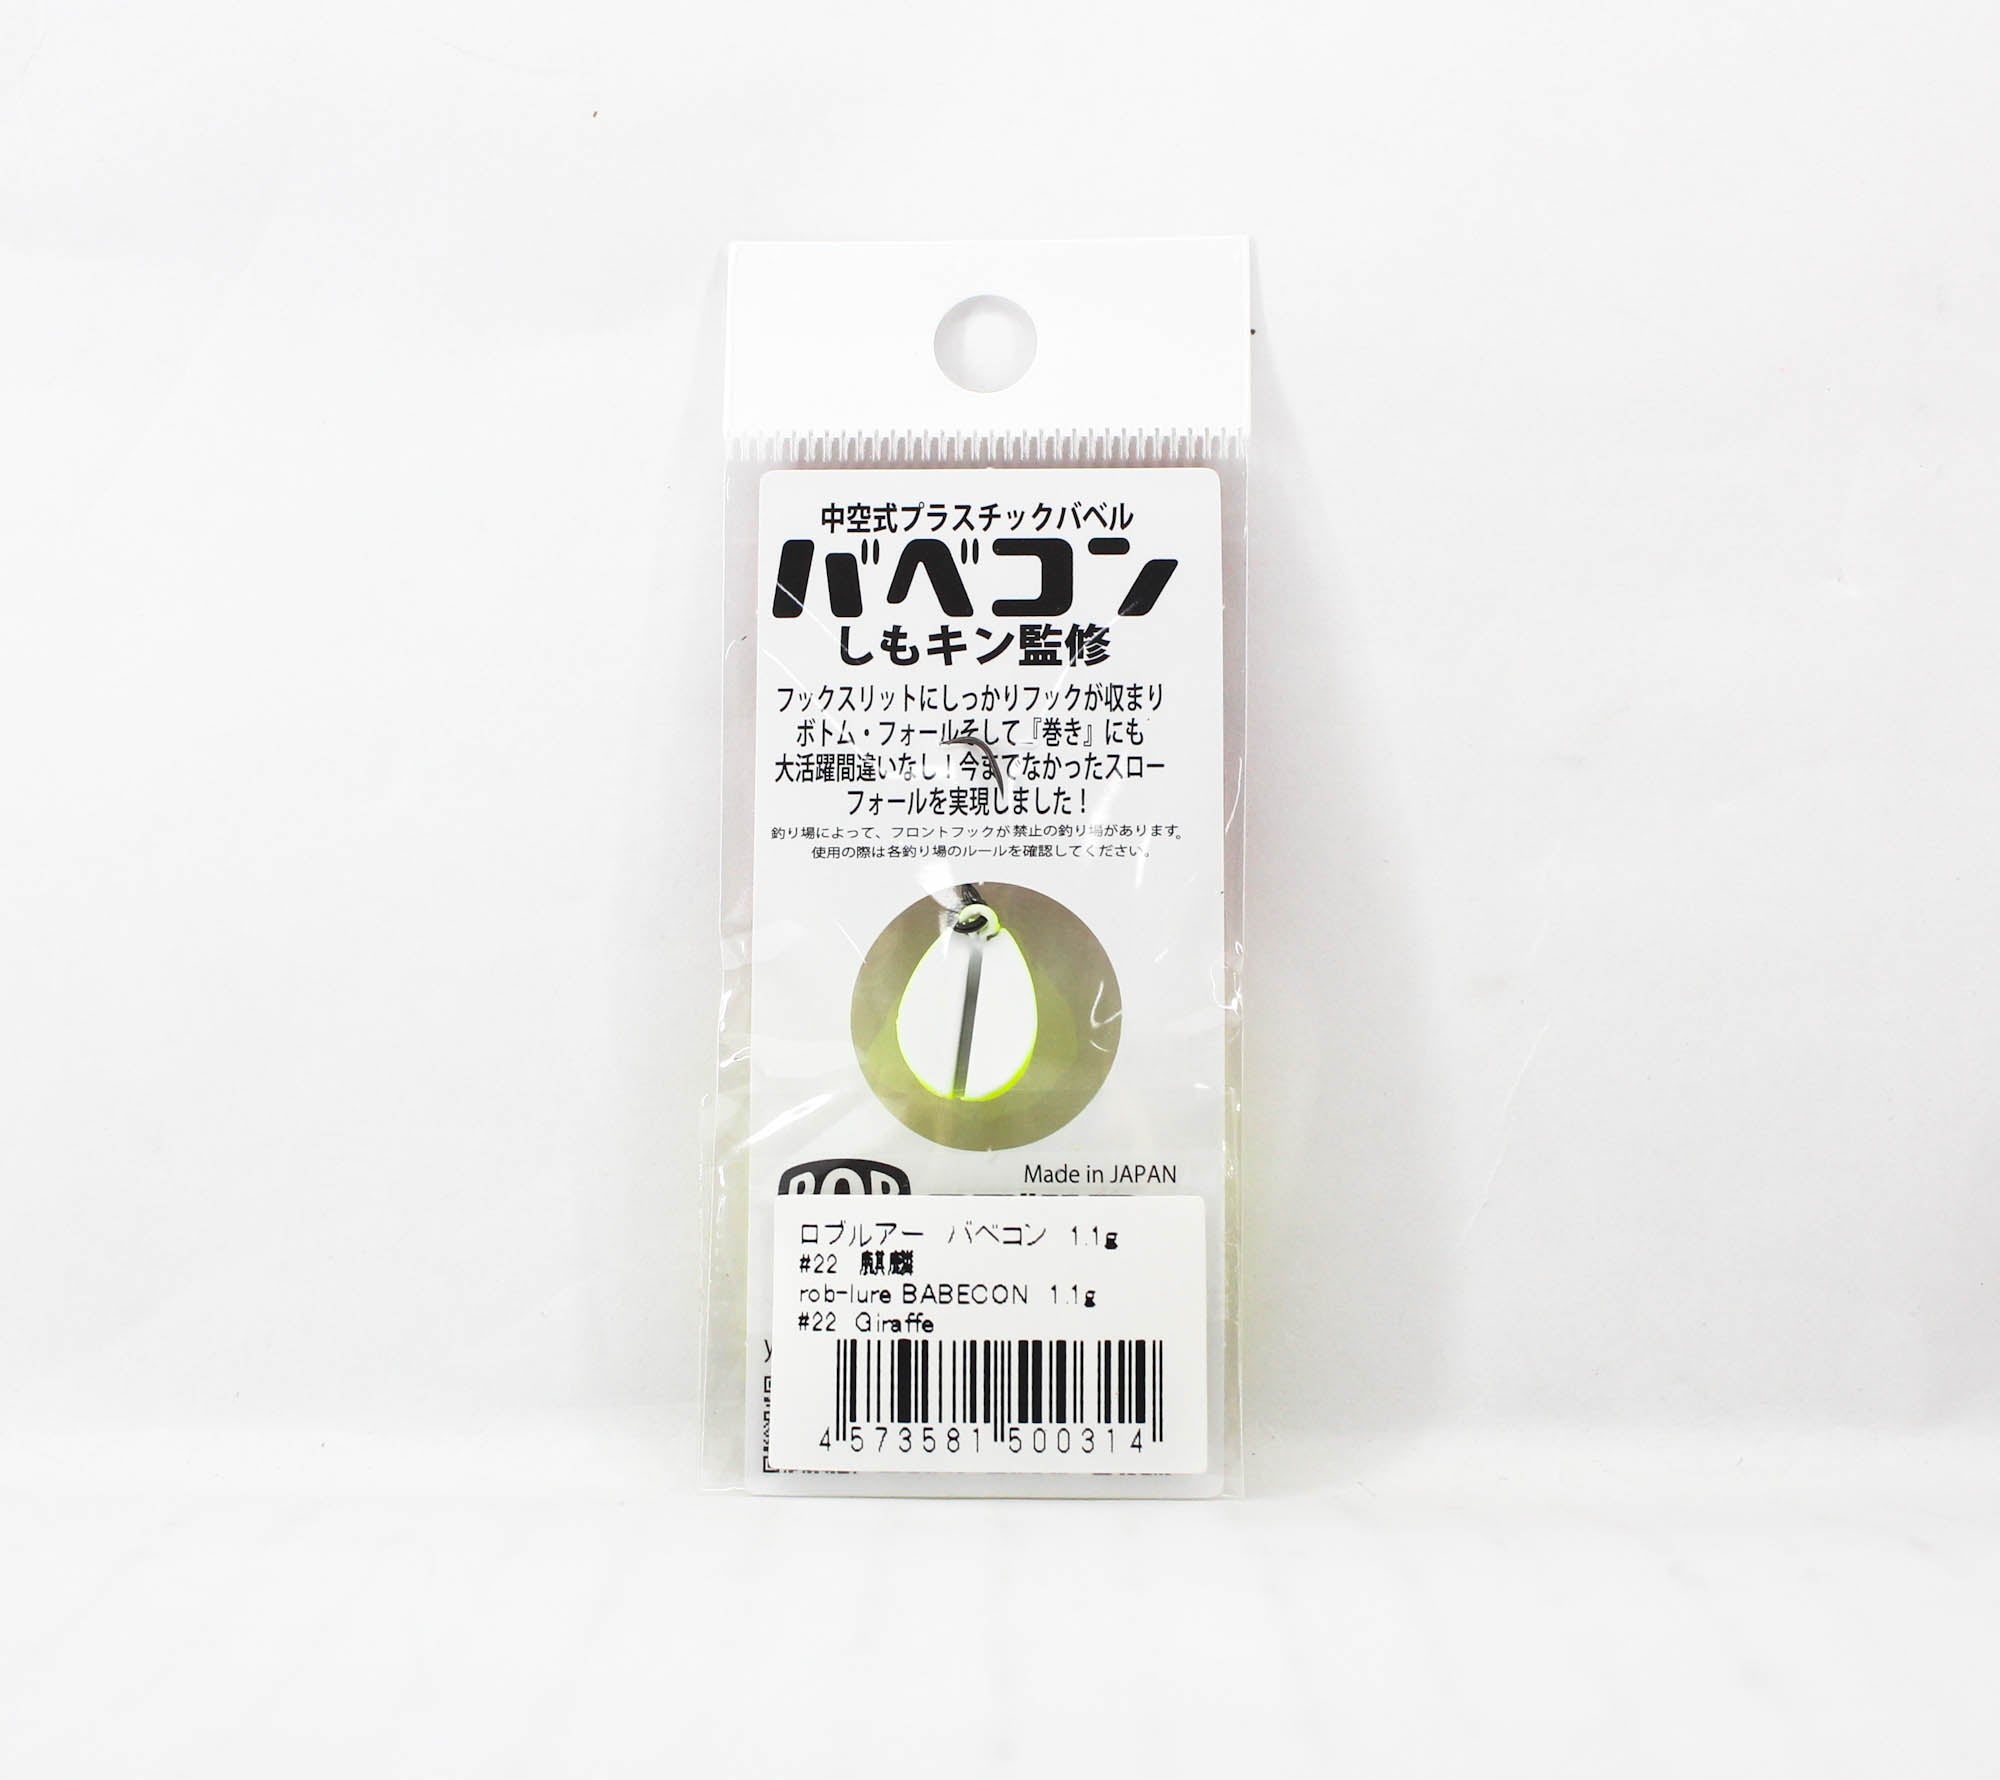 中空式プラスチックバベル
バベコン
しもキン監修
フックスリットにしっかりフックが収まり
ボトム・フォールそして『巻き』にも
大活躍間違いなし！今までなかったスロー
フォールを実現しました！
釣り場によって、フロントフックが禁止の釣り場があります。
使用の際は各釣り場のルールを確認してください。
Made in JAPAN
ROB
ロブルアー バベコン 1.1g
#22 麒麟
rob-lure BABECON 1.1g
#22 Giraffe
4 573581 500314